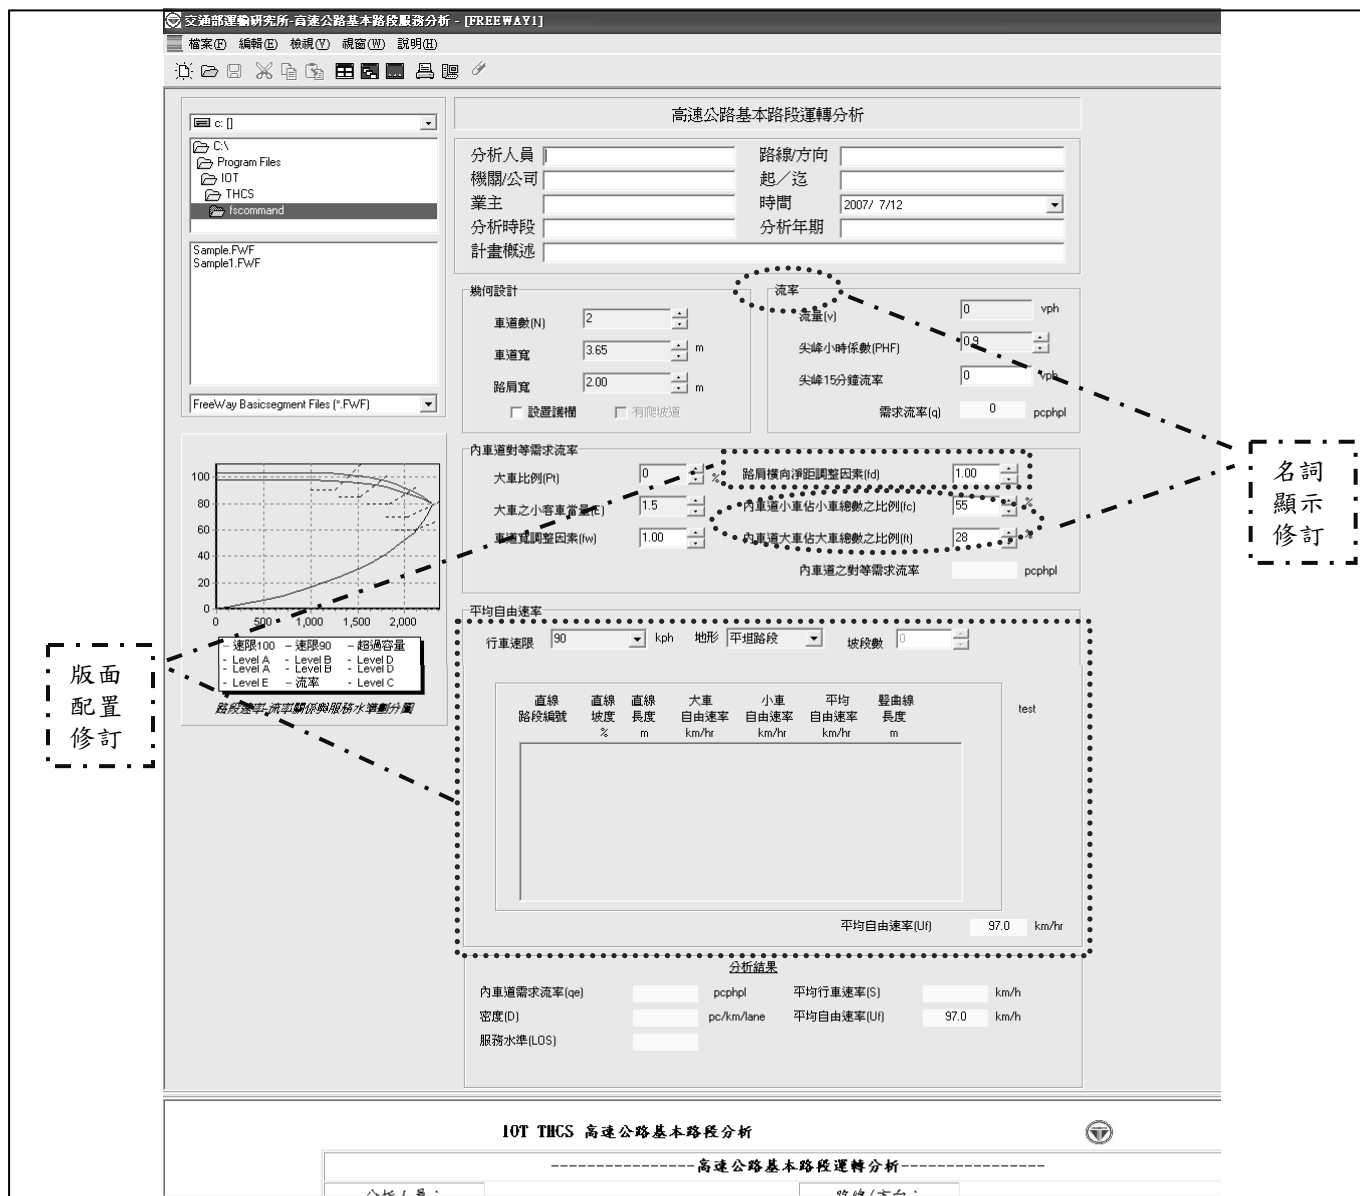 交通部運輸研究所-高速公路基本路段服務分析 - [FREEWAY1]
檔案(F) 編輯(E) 檢視(V) 視窗(W) 說明(H)
c: []
C:\
Program Files
IOT
THCS
fscommand
Sample.FWF
Sample1.FWF
FreeWay Basicsegment Files (*.FWF)
高速公路基本路段運轉分析
分析人員 路線/方向
機關/公司 起／迄
業主 時間 2007/ 7/12
分析時段 分析年期
計畫概述
幾何設計
車道數(N) 2
車道寬 3.65 m
路肩寬 2.00 m
設置護欄 有爬坡道
流率
流量(v) 0 vph
尖峰小時係數(PHF) 0.9
尖峰15分鐘流率 0 vph
需求流率(q) 0 pcphpl
內車道對等需求流率
大車比例(Pt) 0 % 路肩橫向淨距調整因素(fd) 1.00
大車之小客車當量(E) 1.5 內車道小車佔小車總數之比例(fc) 55 %
車道寬調整因素(fw) 1.00 內車道大車佔大車總數之比例(ft) 28 %
內車道之對等需求流率 pcphpl
名詞
顯示
修訂
100
80
60
40
20
0
0 500 1,000 1,500 2,000
速限100 速限90 超過容量
Level A Level B Level D
Level A Level B Level D
Level E 流率 Level C
路段速率-流率關係與服務水準劃分圖
版面
配置
修訂
平均自由速率
行車速限 90 kph 地形 平坦路段 坡段數 0
直線 直線 直線 大車 小車 平均 豎曲線
路段編號 坡度 長度 自由速率 自由速率 自由速率 長度 test
% m km/hr km/hr km/hr m
平均自由速率(Uf) 97.0 km/hr
分析結果
內車道需求流率(qe) pcphpl 平均行車速率(S) km/h
密度(D) pc/km/lane 平均自由速率(Uf) 97.0 km/h
服務水準(LOS)
IOT THCS 高速公路基本路段分析
----------------高速公路基本路段運轉分析----------------
分析人員： 路線/方向：